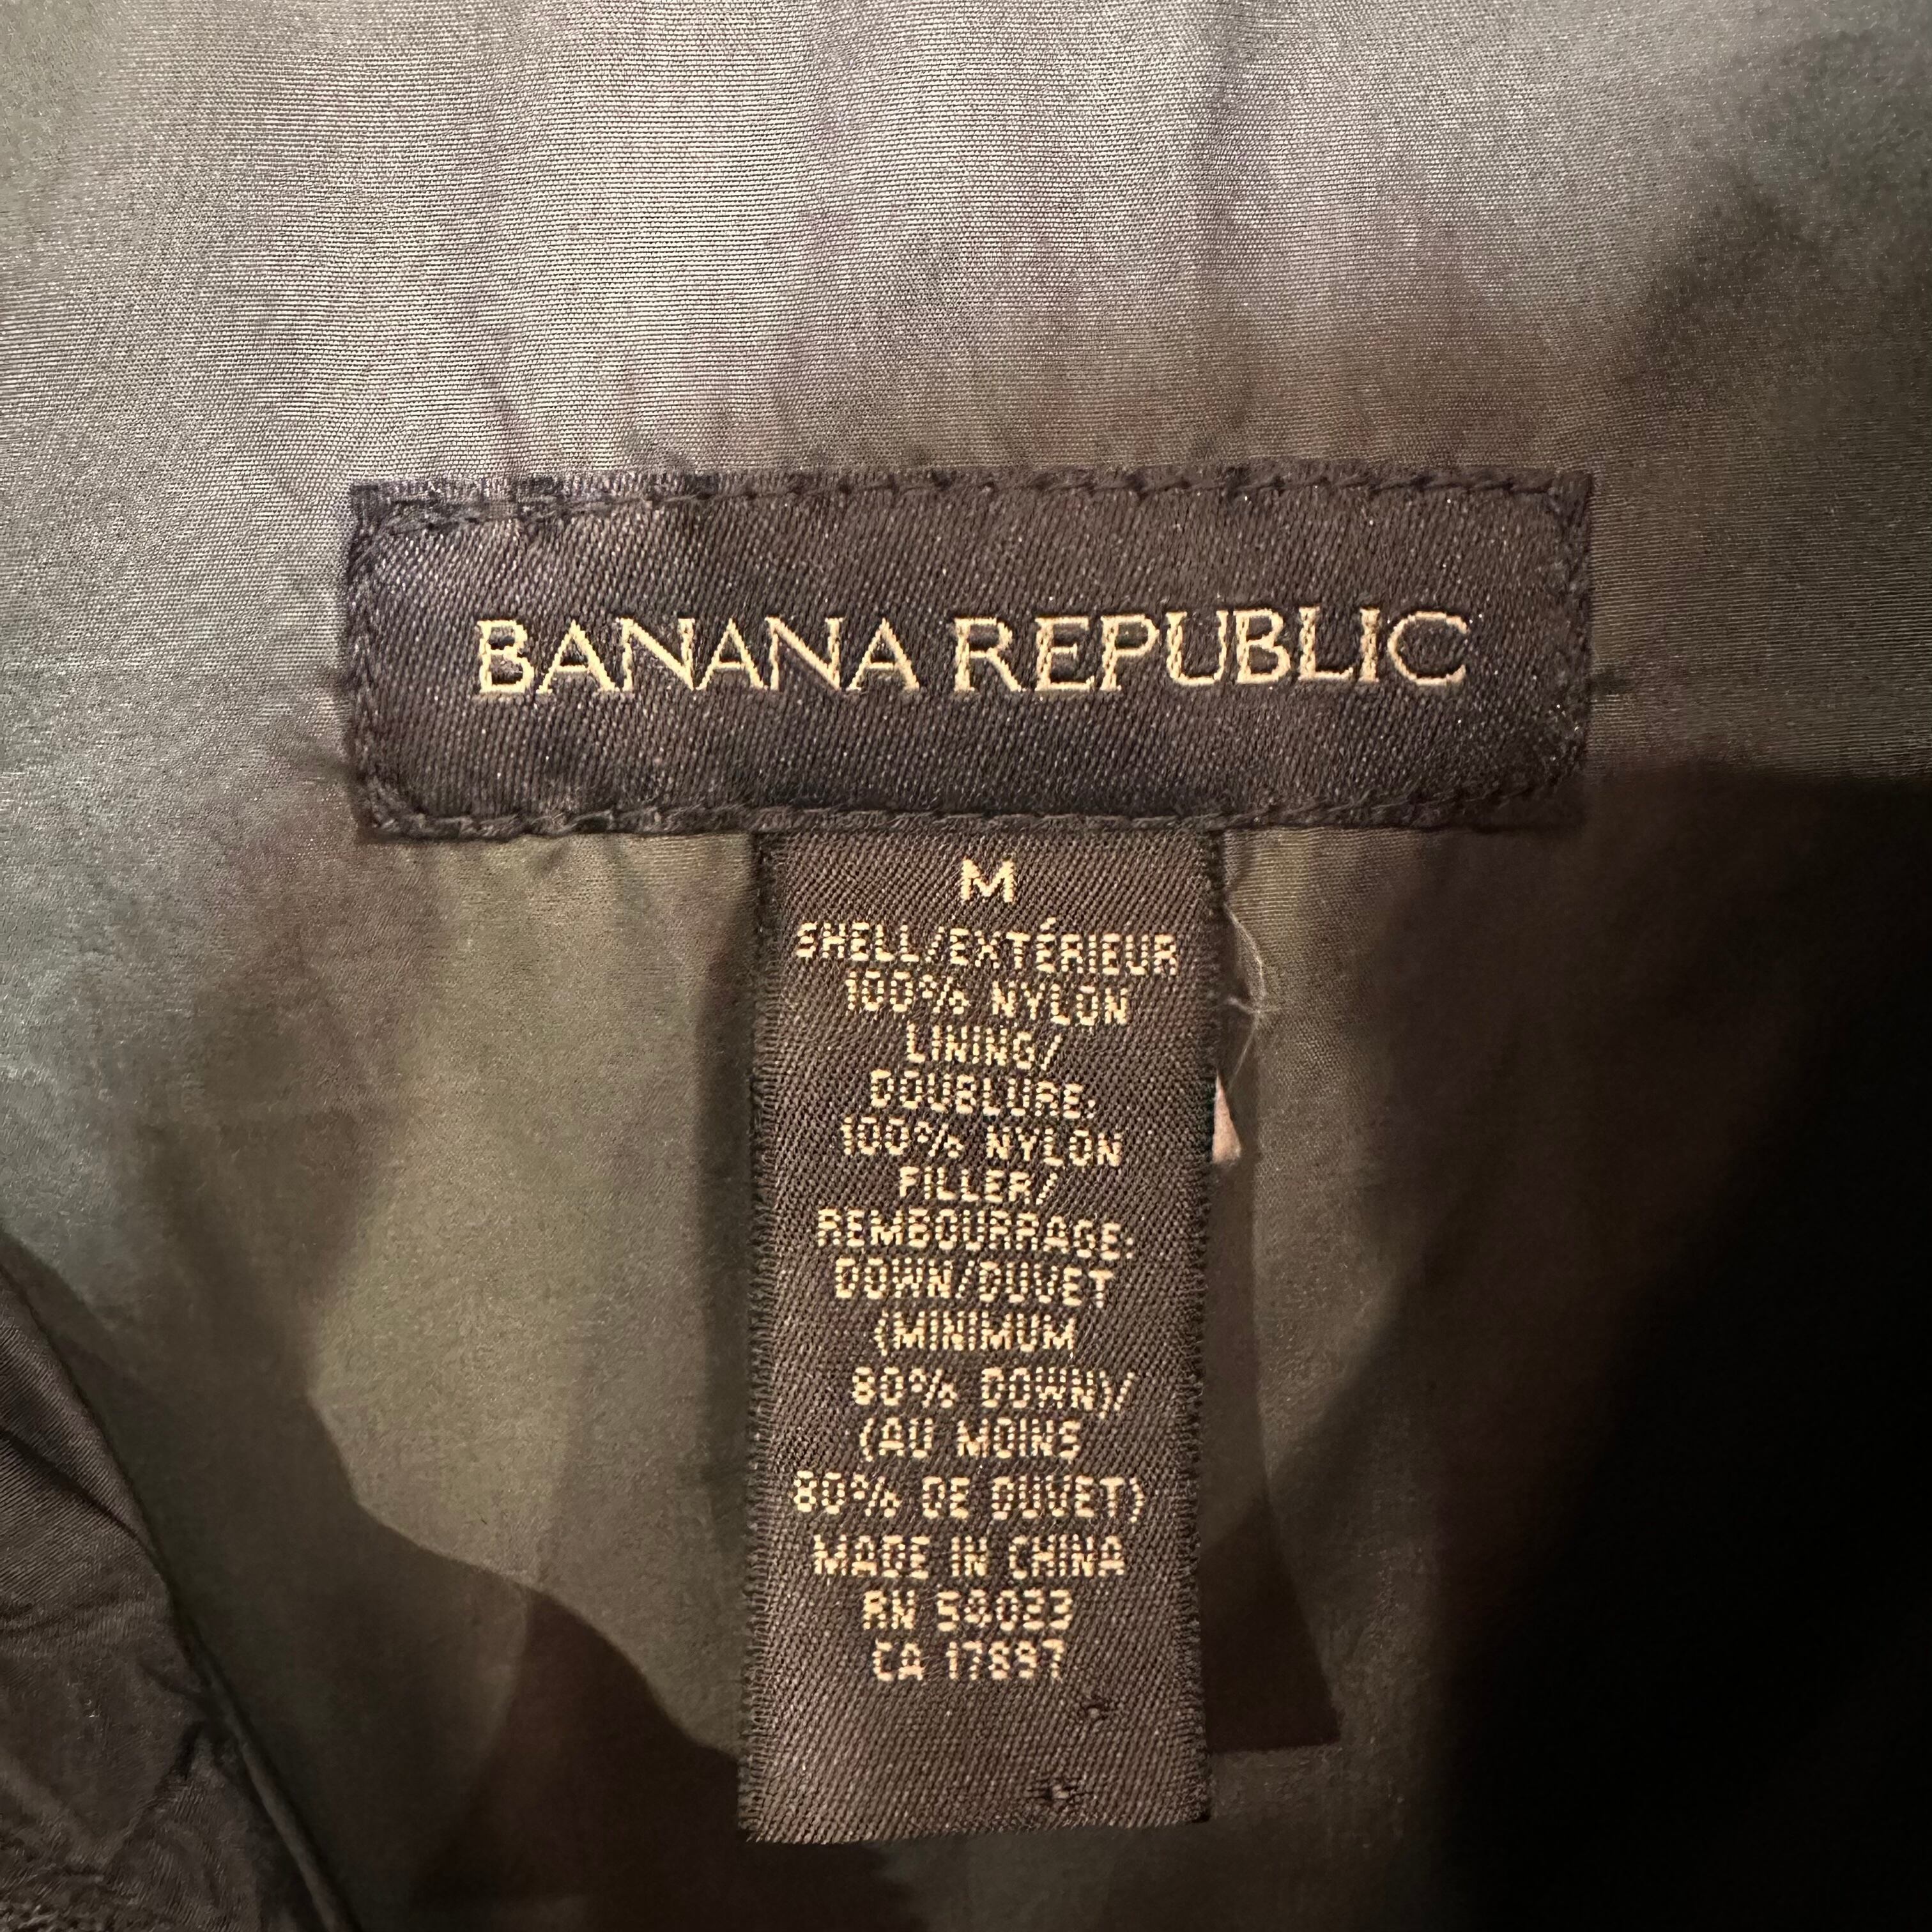 BANANA REPUBLIC
M
SHELL/EXTÉRIEUR
100% NYLON
LINING/
DOUBLURE:
100% NYLON
FILLER/
REMBOURRAGE:
DOWN/DUVET
(MINIMUM
80% DOWN)/
(AU MOINS
80% DE DUVET)
MADE IN CHINA
RN 54023
CA 17897